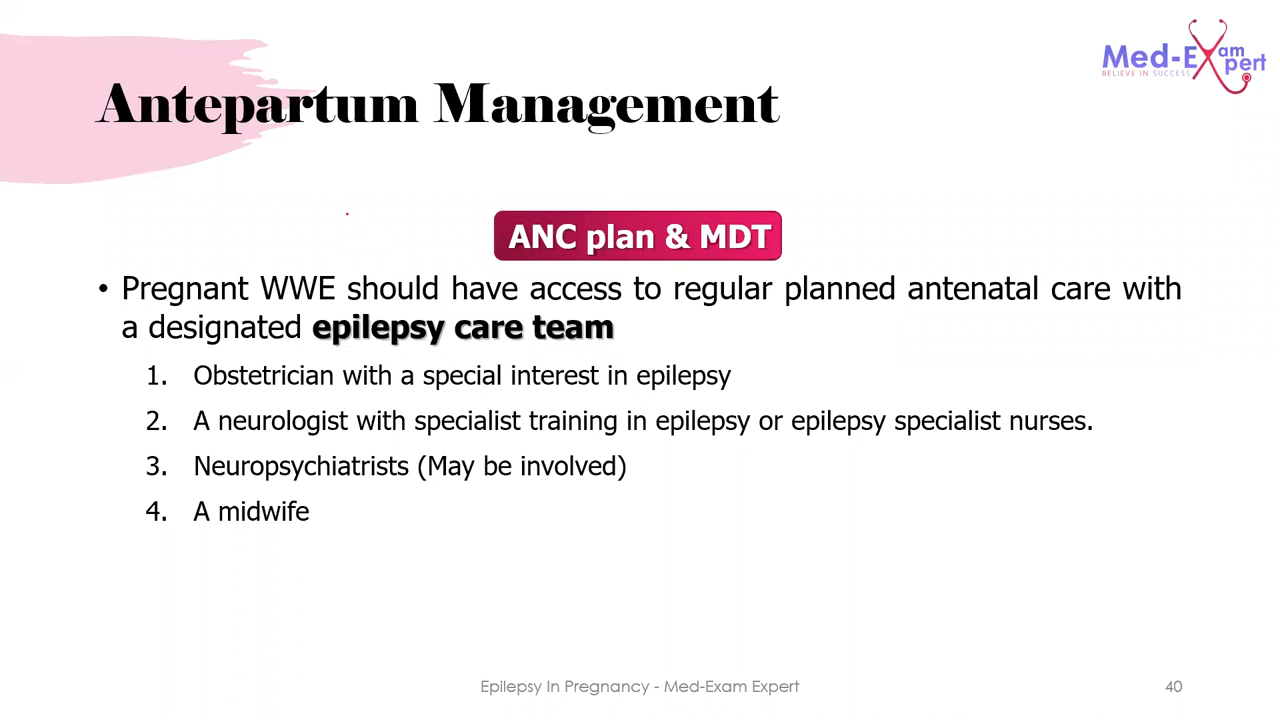 Med-Exam
Expert
BELIEVE IN SUCCESS
Antepartum Management
ANC plan & MDT
• Pregnant WWE should have access to regular planned antenatal care with
a designated epilepsy care team
1. Obstetrician with a special interest in epilepsy
2. A neurologist with specialist training in epilepsy or epilepsy specialist nurses.
3. Neuropsychiatrists (May be involved)
4. A midwife
Epilepsy In Pregnancy - Med-Exam Expert
40